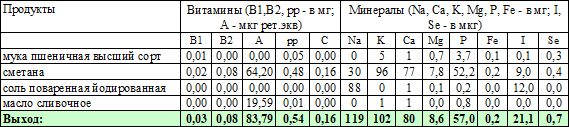 Продукты Витамины (B1,B2, pp - в мг; А - мкг рет.экв) Минералы (Na, Ca, K, Mg, P, Fe - в мг; I, Se - в мкг)
B1 B2 A pp C Na K Ca Mg P Fe I Se
мука пшеничная высший сорт 0,01 0,00 0,00 0,05 0,00 0 5 1 0,7 3,7 0,1 0,1 0,3
сметана 0,02 0,08 64,20 0,48 0,16 30 96 77 7,8 52,2 0,2 9,0 0,4
соль поваренная йодированная 0,00 0,00 0,00 0,00 0,00 88 0 1 0,1 0,2 0,0 12,0 0,0
масло сливочное 0,00 0,00 19,59 0,01 0,00 0 1 1 0,0 0,8 0,0 0,0 0,0
Выход: 0,03 0,08 83,79 0,54 0,16 119 102 80 8,6 57,0 0,2 21,1 0,7